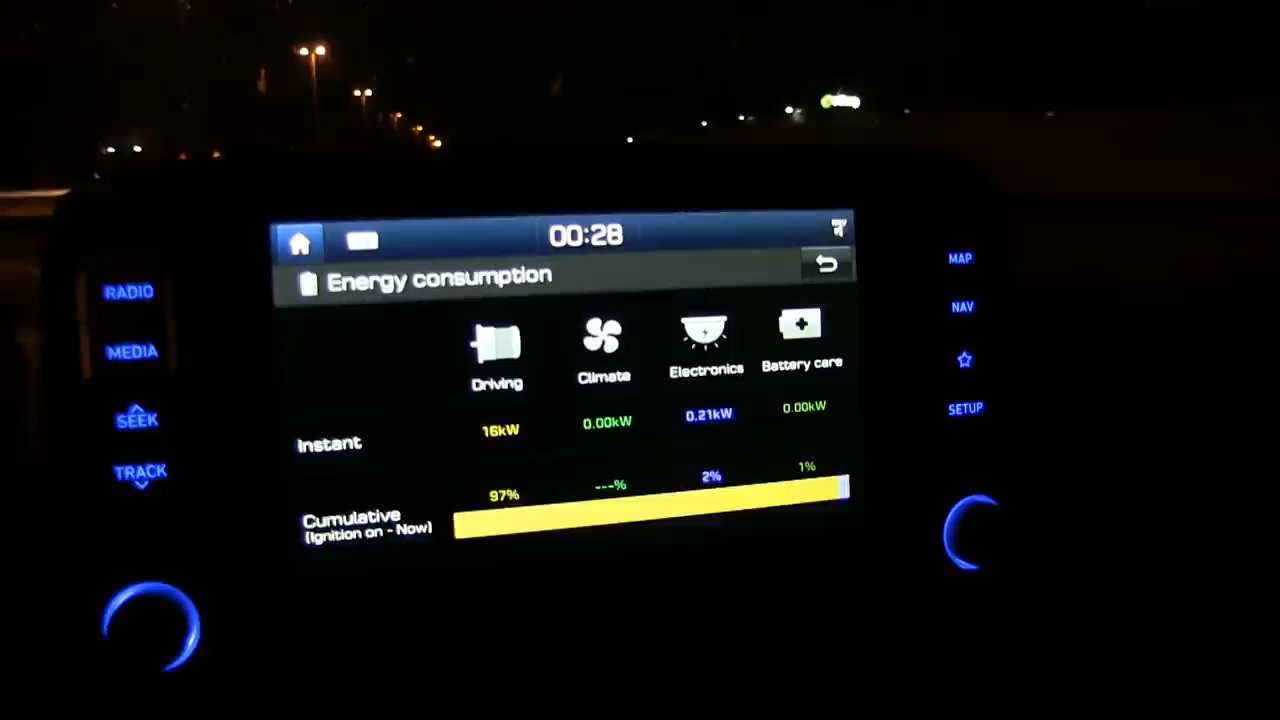 00:28
Energy consumption
RADIO
MEDIA
SEEK
TRACK
MAP
NAV
SETUP
Driving Climate Electronics Battery care
Instant 16kW 0.00kW 0.21kW 0.00kW
97% ---% 2% 1%
Cumulative
(Ignition on - Now)